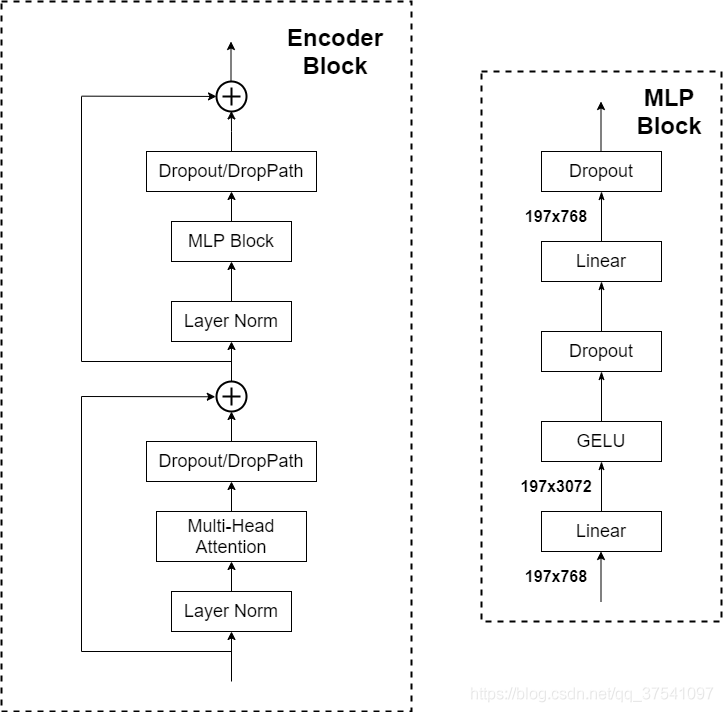 Encoder
Block
Dropout/DropPath
MLP Block
Layer Norm
Dropout/DropPath
Multi-Head
Attention
Layer Norm
MLP
Block
Dropout
197x768
Linear
Dropout
GELU
197x3072
Linear
197x768
https://blog.csdn.net/qq_37541097